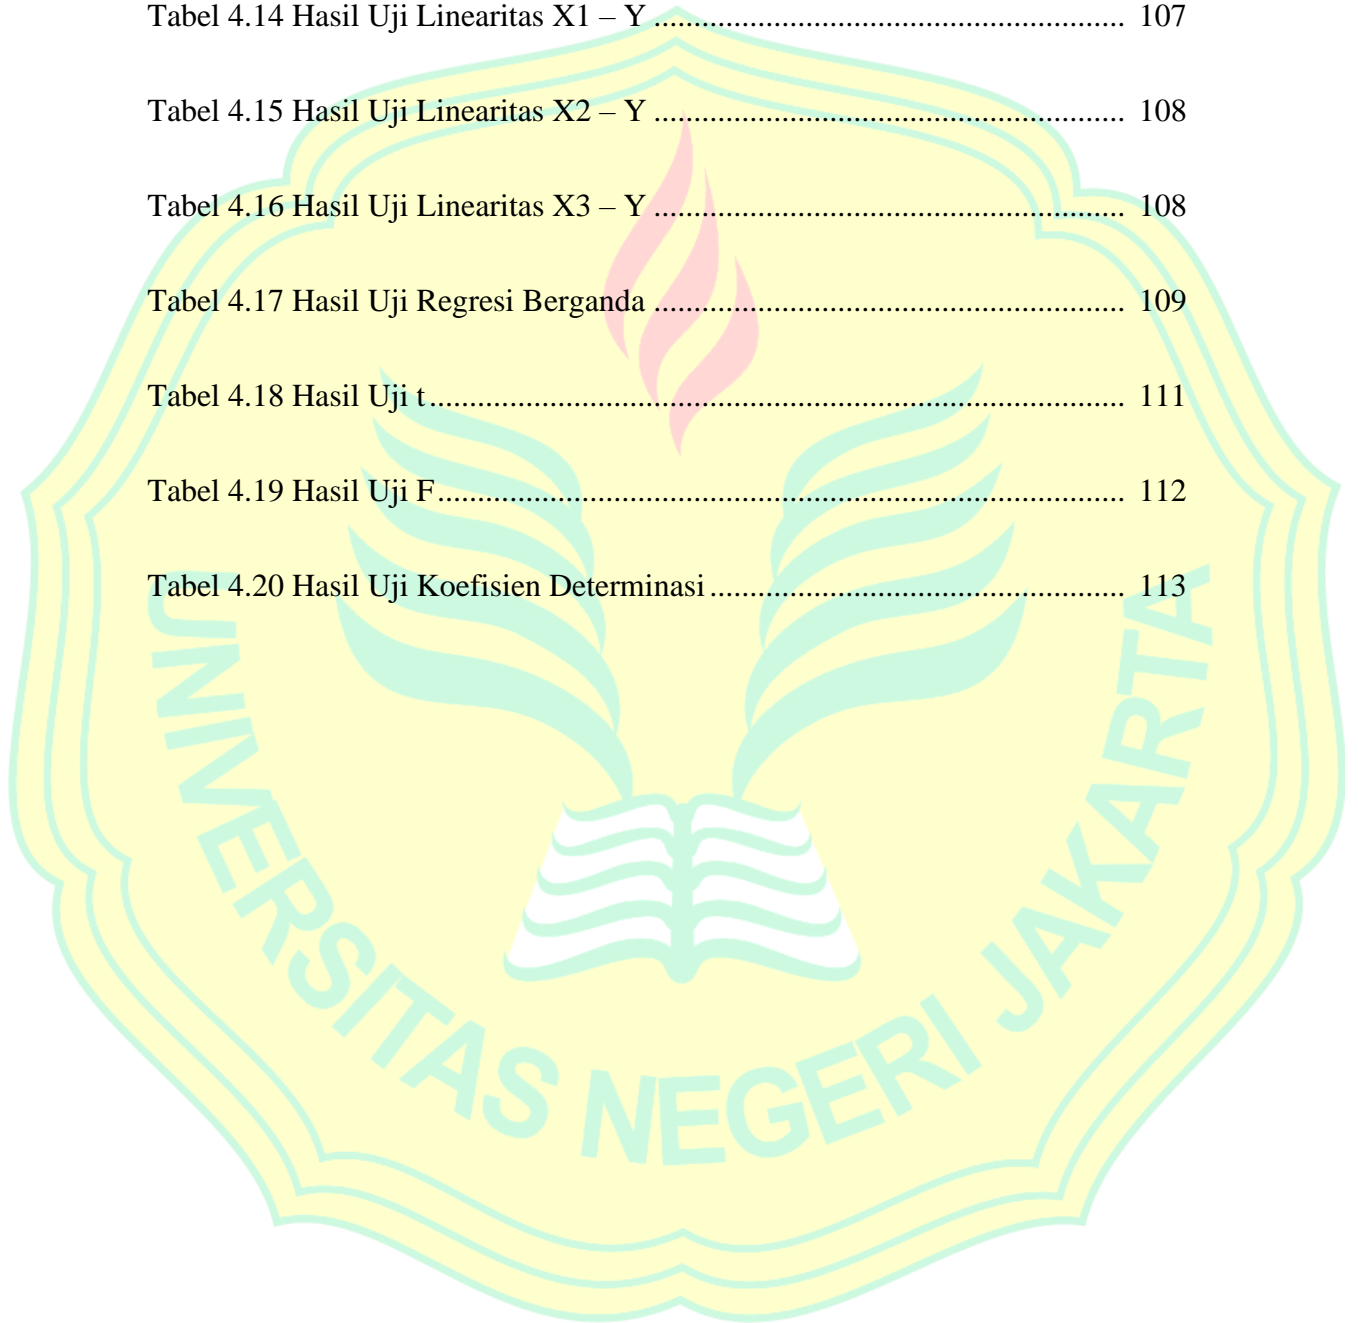 Tabel 4.14 Hasil Uji Linearitas X1 – Y ........................................................... 107
Tabel 4.15 Hasil Uji Linearitas X2 – Y ........................................................... 108
Tabel 4.16 Hasil Uji Linearitas X3 – Y ........................................................... 108
Tabel 4.17 Hasil Uji Regresi Berganda ........................................................... 109
Tabel 4.18 Hasil Uji t....................................................................................... 111
Tabel 4.19 Hasil Uji F...................................................................................... 112
Tabel 4.20 Hasil Uji Koefisien Determinasi .................................................... 113
UNIVERSITAS NEGERI JAKARTA